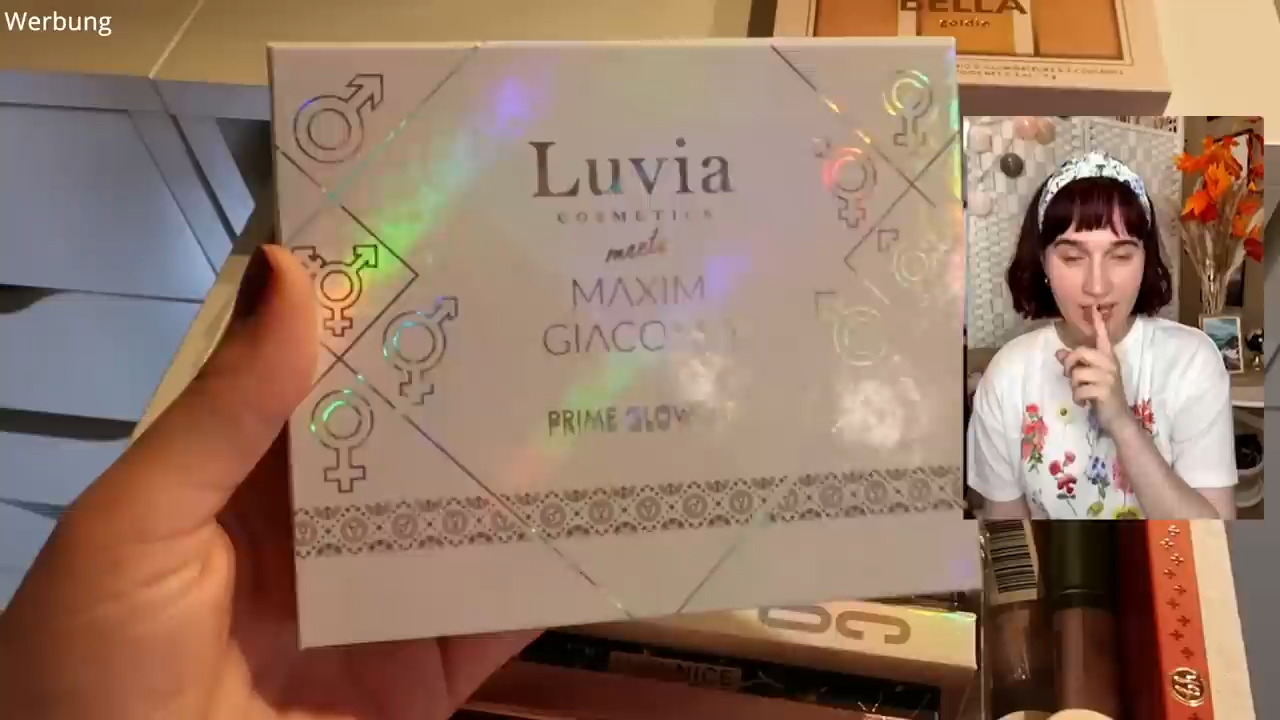 Werbung
BELLA
goldie
Luvia
COSMETICS
meets
MAXIM
PRIME GLOW
NICE